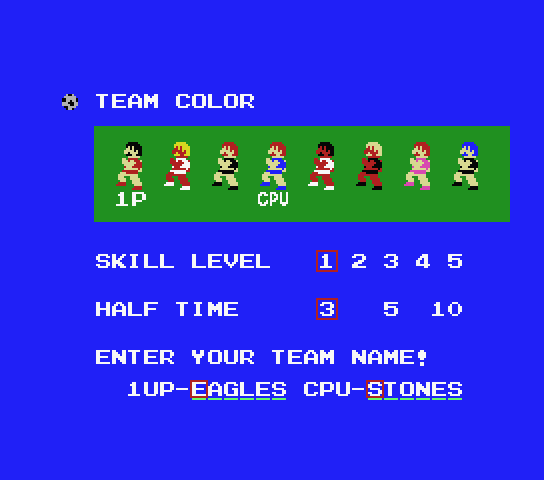 TEAM COLOR
1P CPU
SKILL LEVEL 1 2 3 4 5
HALF TIME 3 5 10
ENTER YOUR TEAM NAME!
1UP-EAGLES CPU-STONES